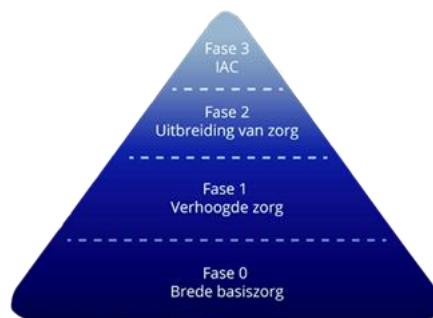 Fase 3
IAC
Fase 2
Uitbreiding van zorg
Fase 1
Verhoogde zorg
Fase 0
Brede basiszorg